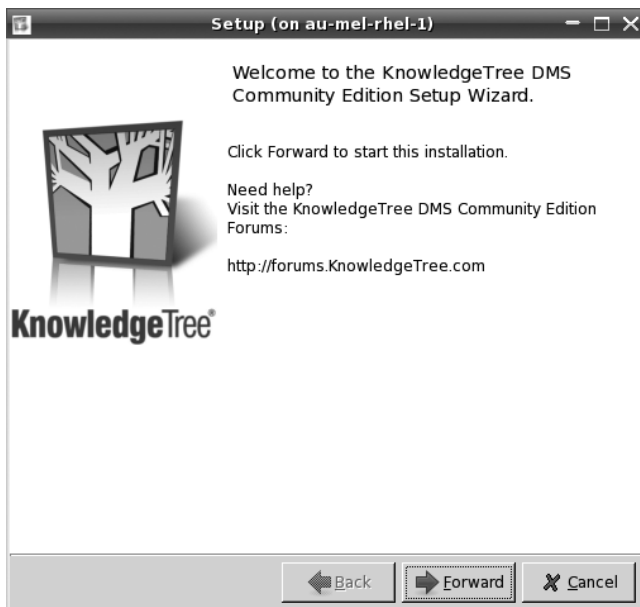 Setup (on au-mel-rhel-1)
Welcome to the KnowledgeTree DMS
Community Edition Setup Wizard.
Click Forward to start this installation.
Need help?
Visit the KnowledgeTree DMS Community Edition
Forums:
http://forums.KnowledgeTree.com
KnowledgeTree®
Back
Forward
Cancel